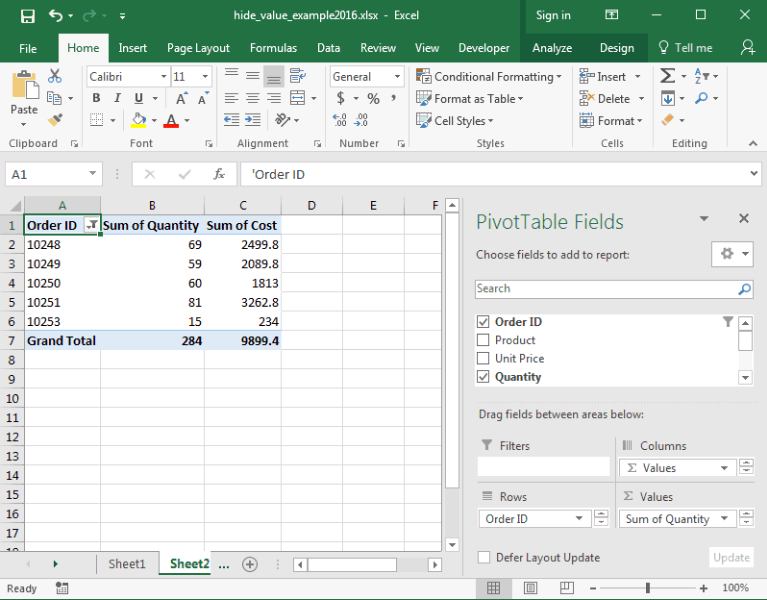 hide_value_example2016.xlsx - Excel
Sign in
File Home Insert Page Layout Formulas Data Review View Developer Analyze Design Tell me
Paste
Calibri 11
B I U A A
A
General
$ % ,
.0 .00 .00 .0
Conditional Formatting
Format as Table
Cell Styles
Insert
Delete
Format
Σ A Z
Clipboard Font Alignment Number Styles Cells Editing
A1 fx 'Order ID
A B C D E F
1 Order ID Sum of Quantity Sum of Cost
2 10248 69 2499.8
3 10249 59 2089.8
4 10250 60 1813
5 10251 81 3262.8
6 10253 15 234
7 Grand Total 284 9899.4
8
9
10
11
12
13
14
15
16
17
18
PivotTable Fields
Choose fields to add to report:
Search
Order ID
Product
Unit Price
Quantity
Drag fields between areas below:
Filters
Columns
Σ Values
Rows
Order ID
Σ Values
Sum of Quantity
Defer Layout Update Update
Sheet1 Sheet2 ...
Ready 100%